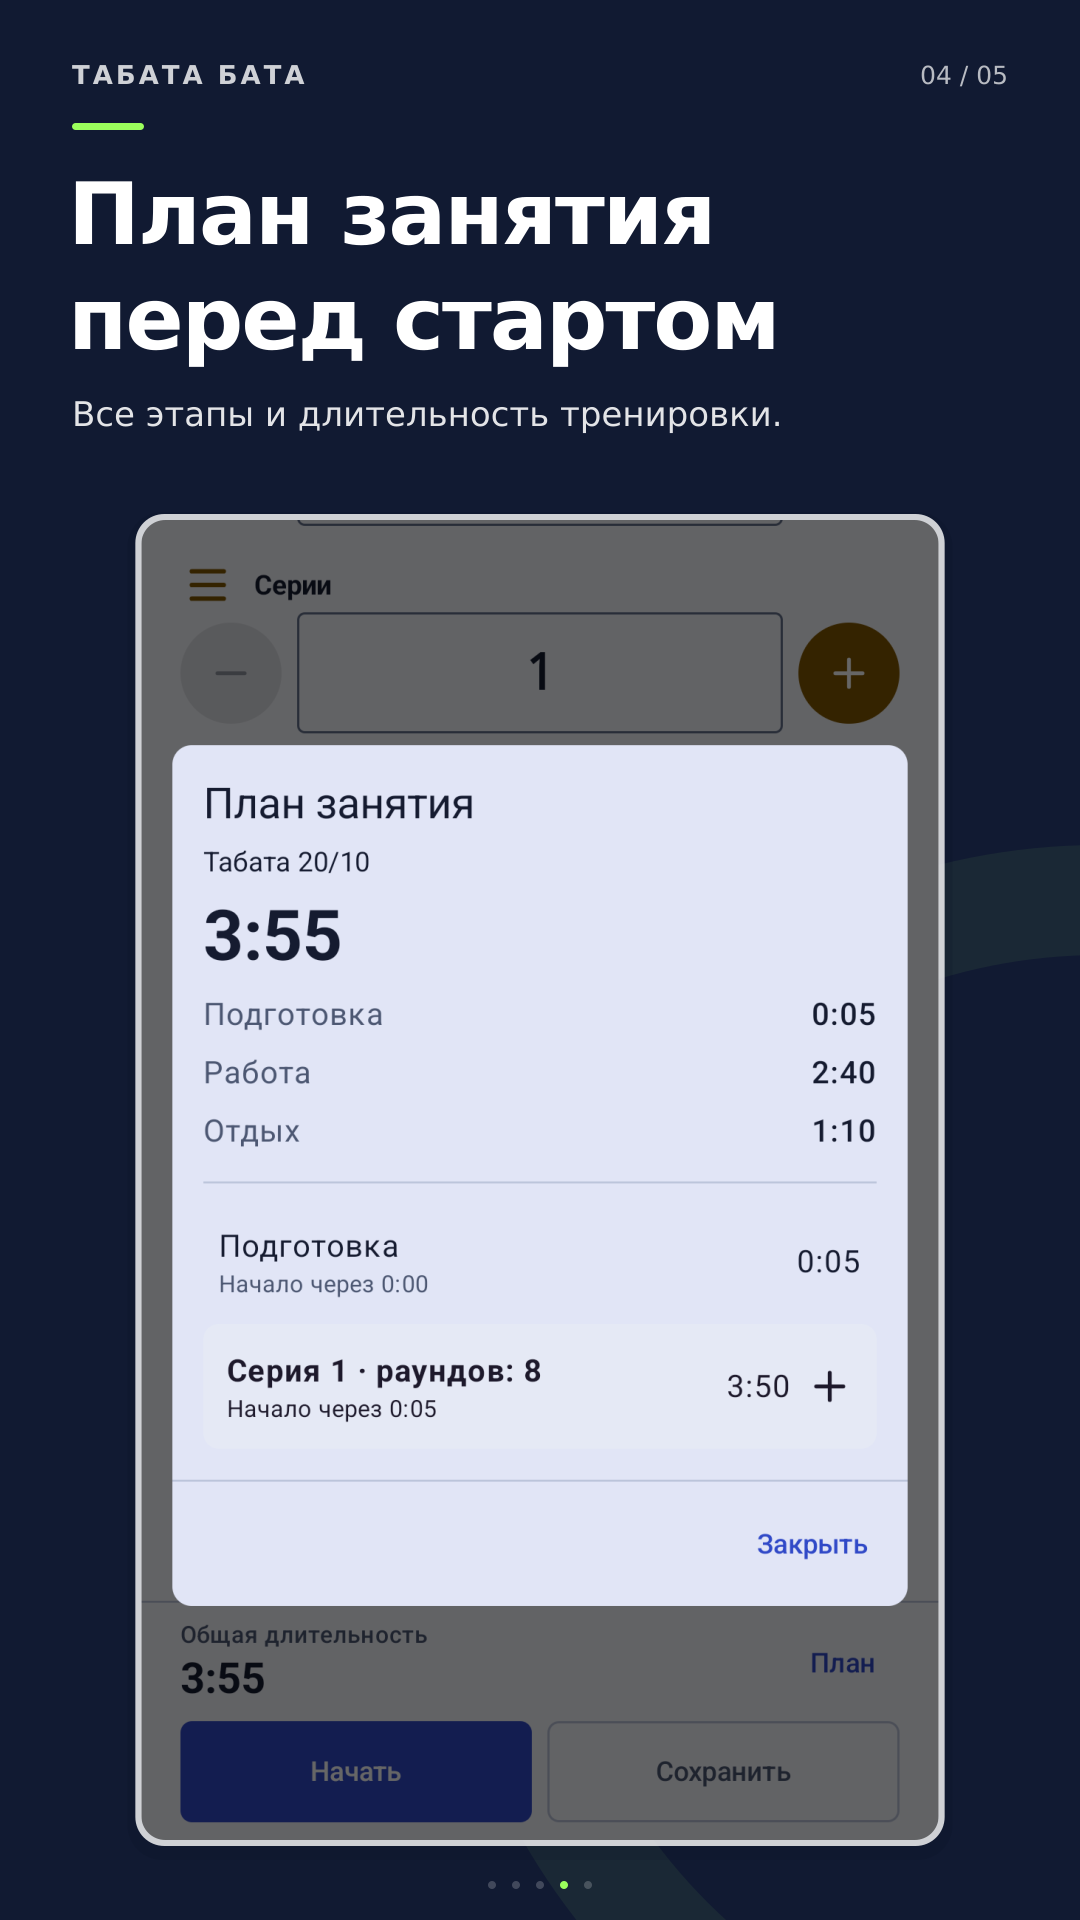 ТАБАТА БАТА
04 / 05
План занятия
перед стартом
Все этапы и длительность тренировки.
Серии
1
План занятия
Табата 20/10
3:55
Подготовка 0:05
Работа 2:40
Отдых 1:10
Подготовка
Начало через 0:00
0:05
Серия 1 · раундов: 8
Начало через 0:05
3:50
Закрыть
Общая длительность
3:55
План
Начать
Сохранить